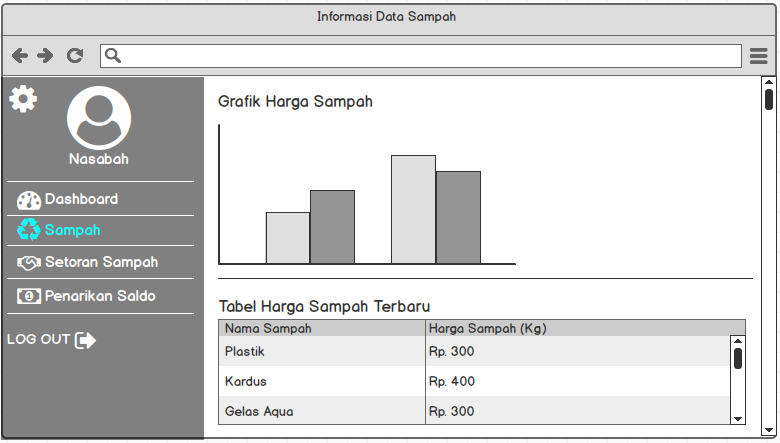 Informasi Data Sampah
Nasabah
Dashboard
Sampah
Setoran Sampah
1
Penarikan Saldo
LOG OUT
Grafik Harga Sampah
Tabel Harga Sampah Terbaru
Nama Sampah Harga Sampah (Kg)
Plastik Rp. 300
Kardus Rp. 400
Gelas Aqua Rp. 300